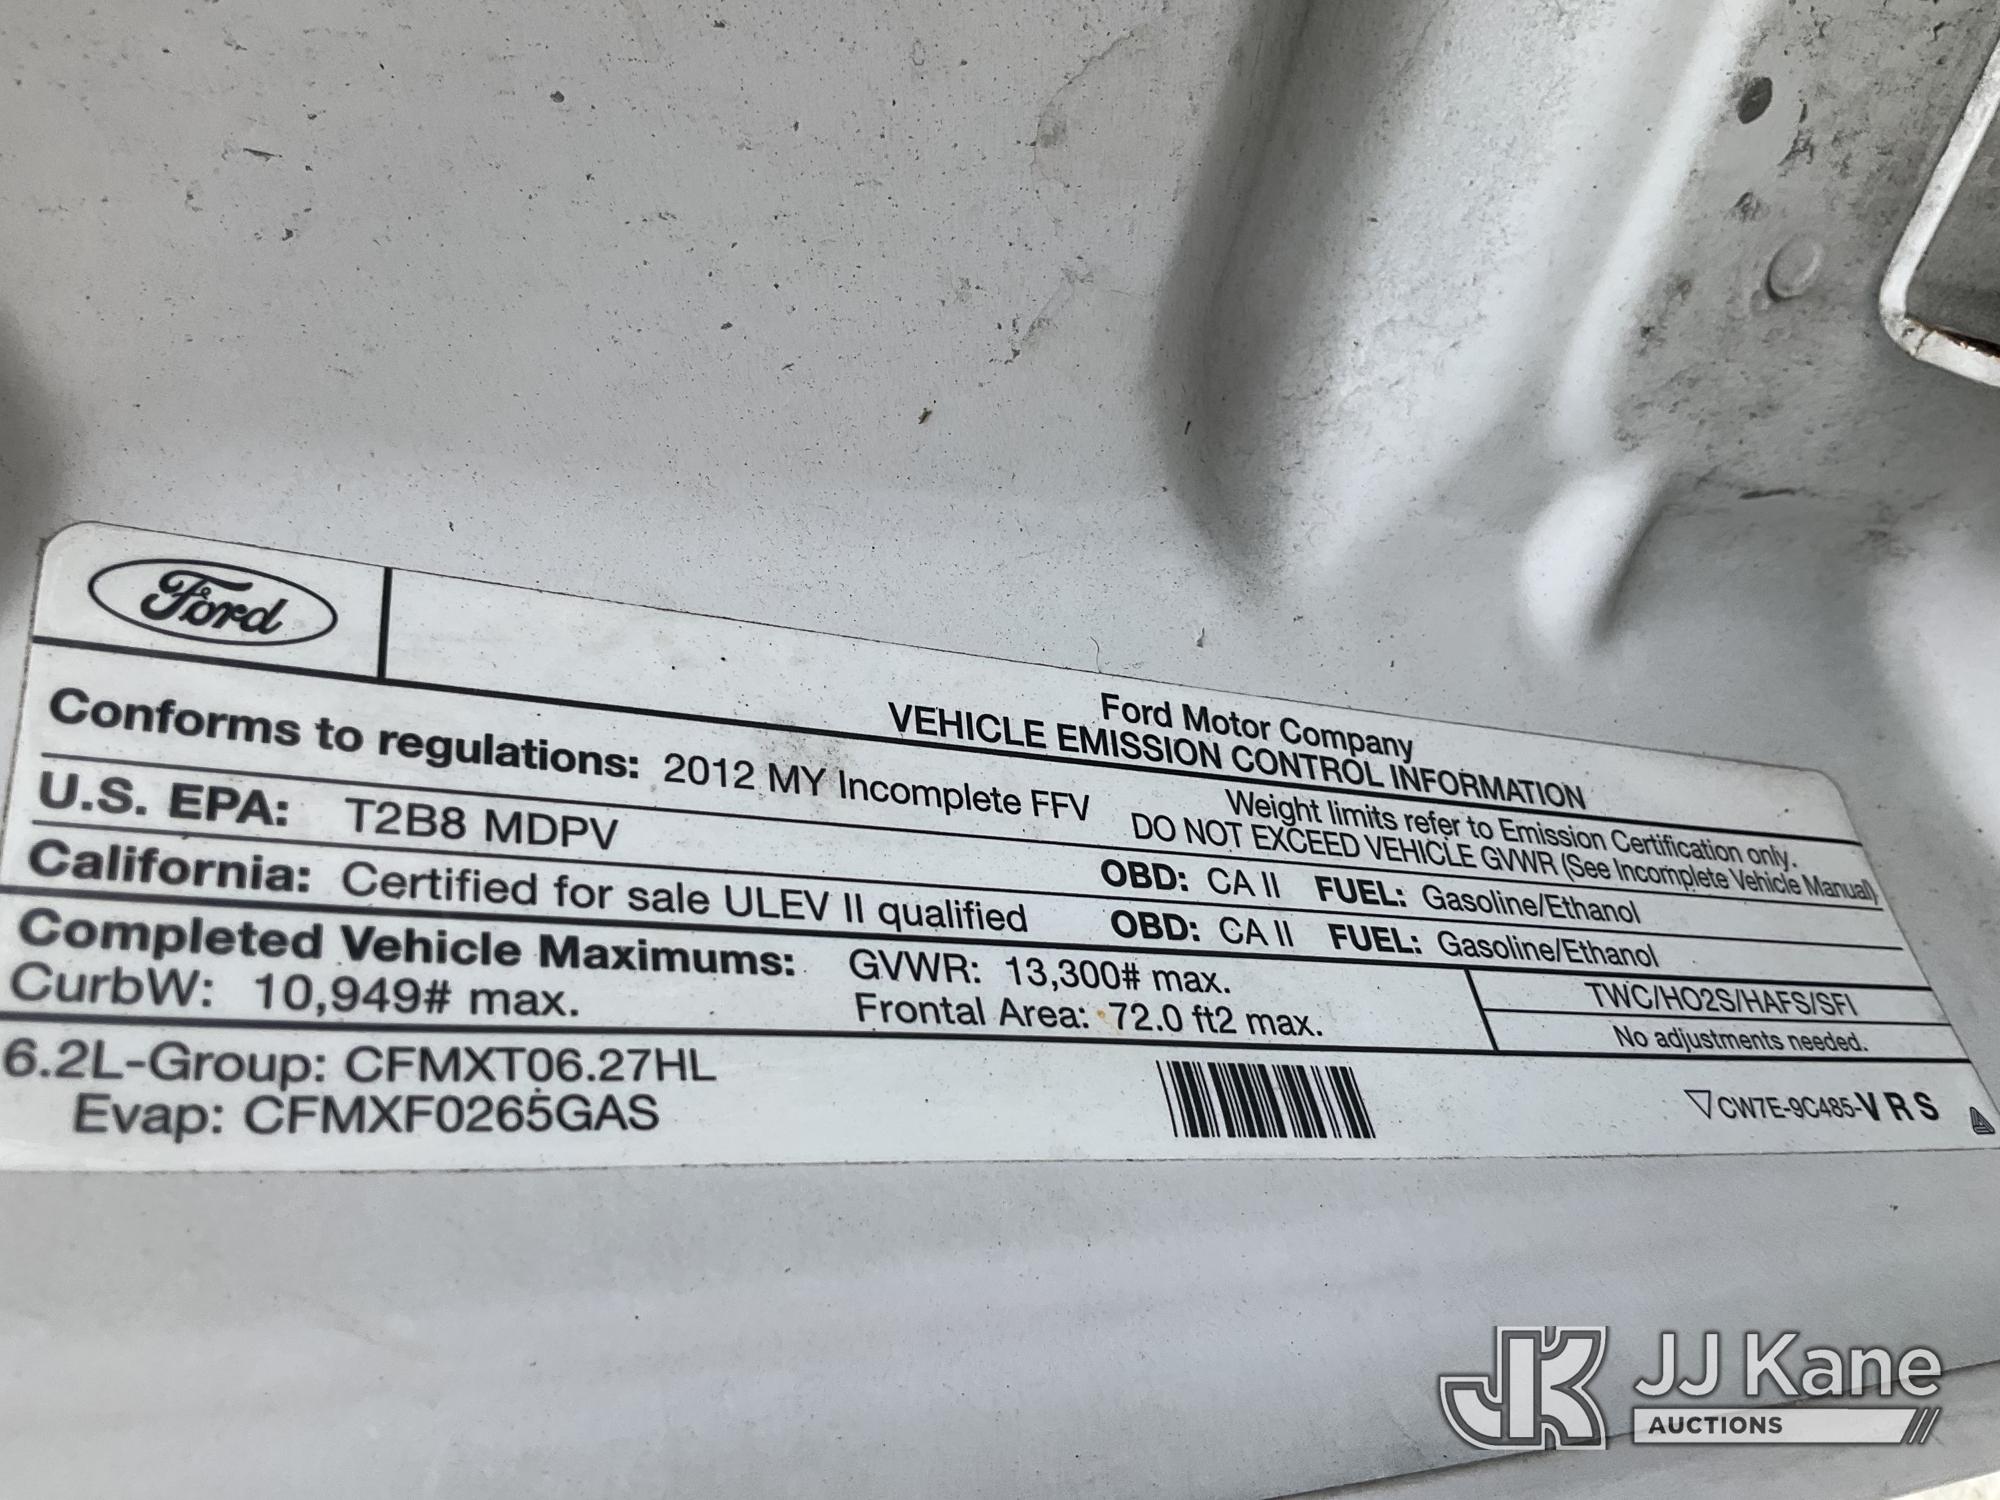 Ford
Ford Motor Company
VEHICLE EMISSION CONTROL INFORMATION
Conforms to regulations: 2012 MY Incomplete FFV
Weight limits refer to Emission Certification only.
DO NOT EXCEED VEHICLE GVWR (See Incomplete Vehicle Manual)
U.S. EPA: T2B8 MDPV OBD: CA II FUEL: Gasoline/Ethanol
California: Certified for sale ULEV II qualified OBD: CA II FUEL: Gasoline/Ethanol
Completed Vehicle Maximums: GVWR: 13,300# max.
CurbW: 10,949# max. Frontal Area: 72.0 ft2 max.
TWC/HO2S/HAFS/SFI
No adjustments needed.
6.2L-Group: CFMXT06.27HL
Evap: CFMXF0265GAS
CW7E-9C485-VRS
JK JJ Kane
AUCTIONS